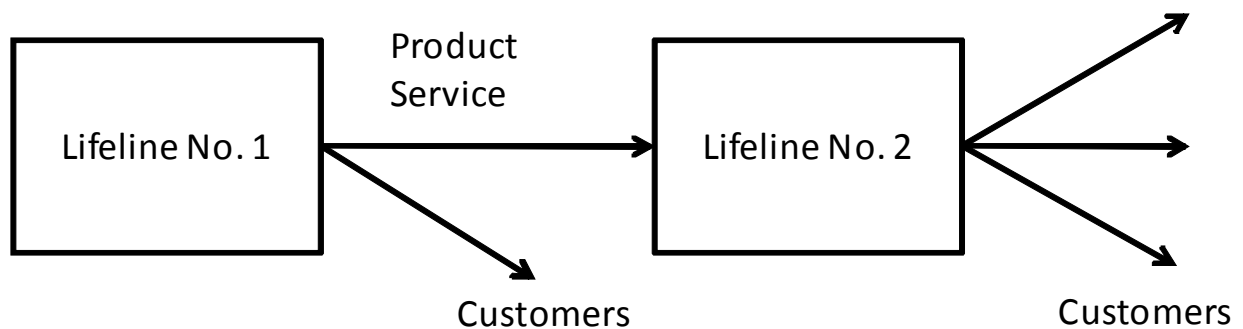 Product
Service
Lifeline No. 1
Lifeline No. 2
Customers
Customers